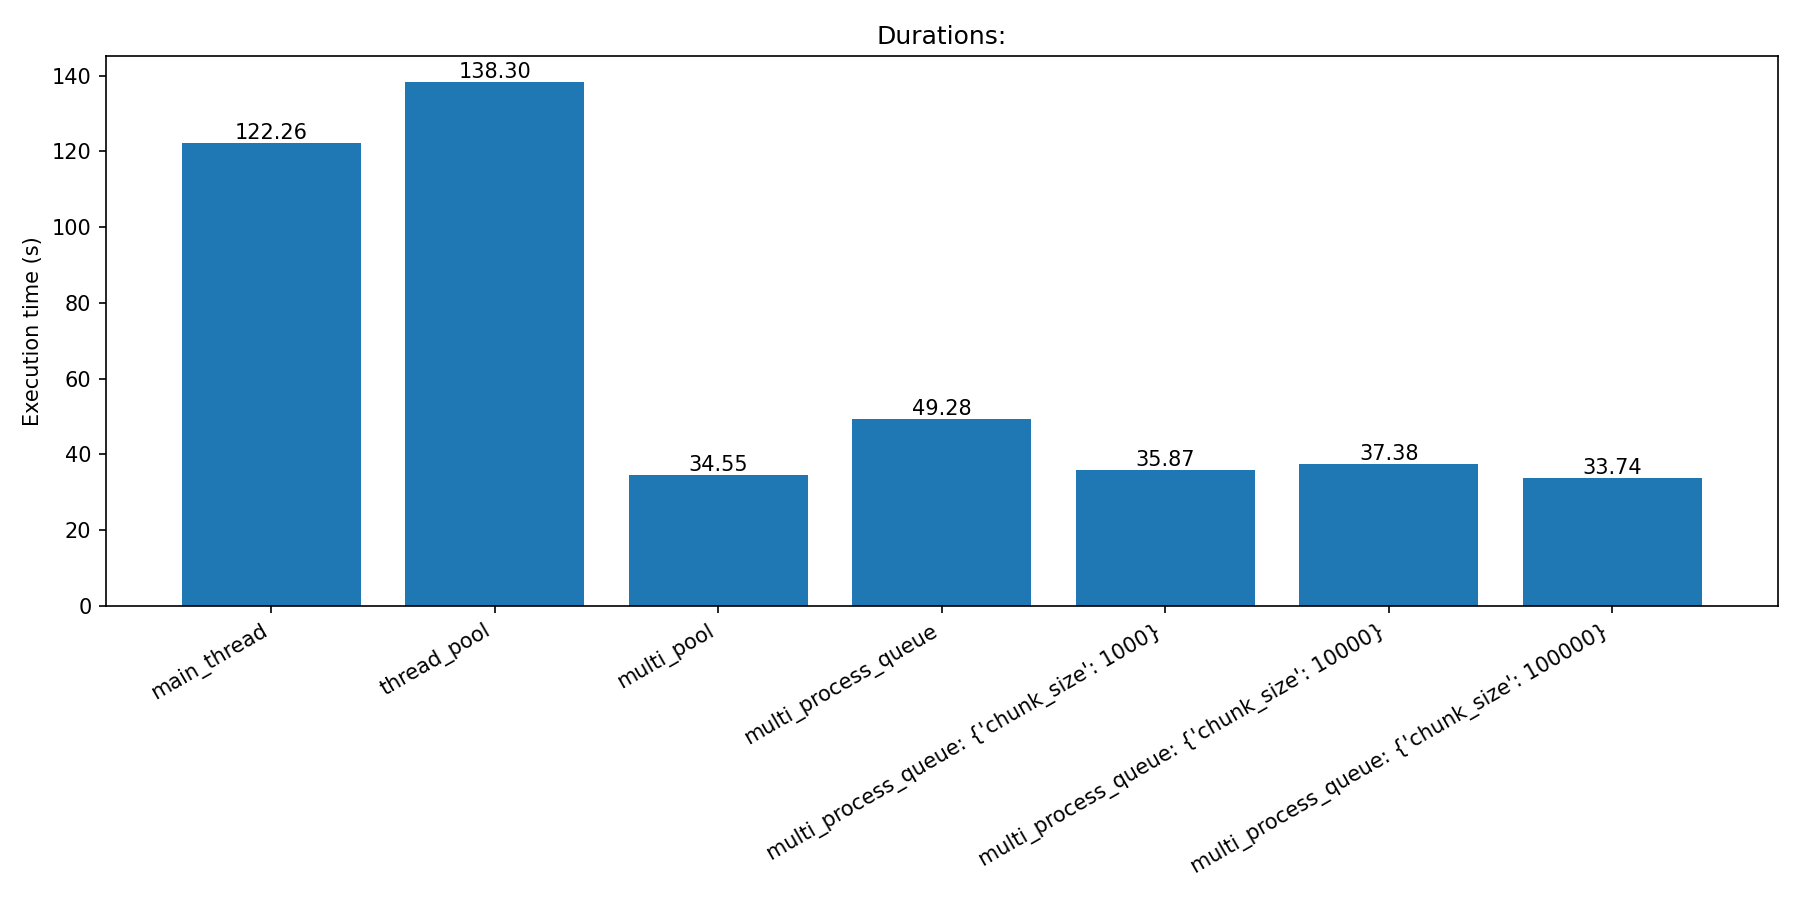 Durations:
Execution time (s)
140
120
100
80
60
40
20
0
122.26
138.30
34.55
49.28
35.87
37.38
33.74
main_thread
thread_pool
multi_pool
multi_process_queue
multi_process_queue: {'chunk_size': 1000}
multi_process_queue: {'chunk_size': 10000}
multi_process_queue: {'chunk_size': 100000}